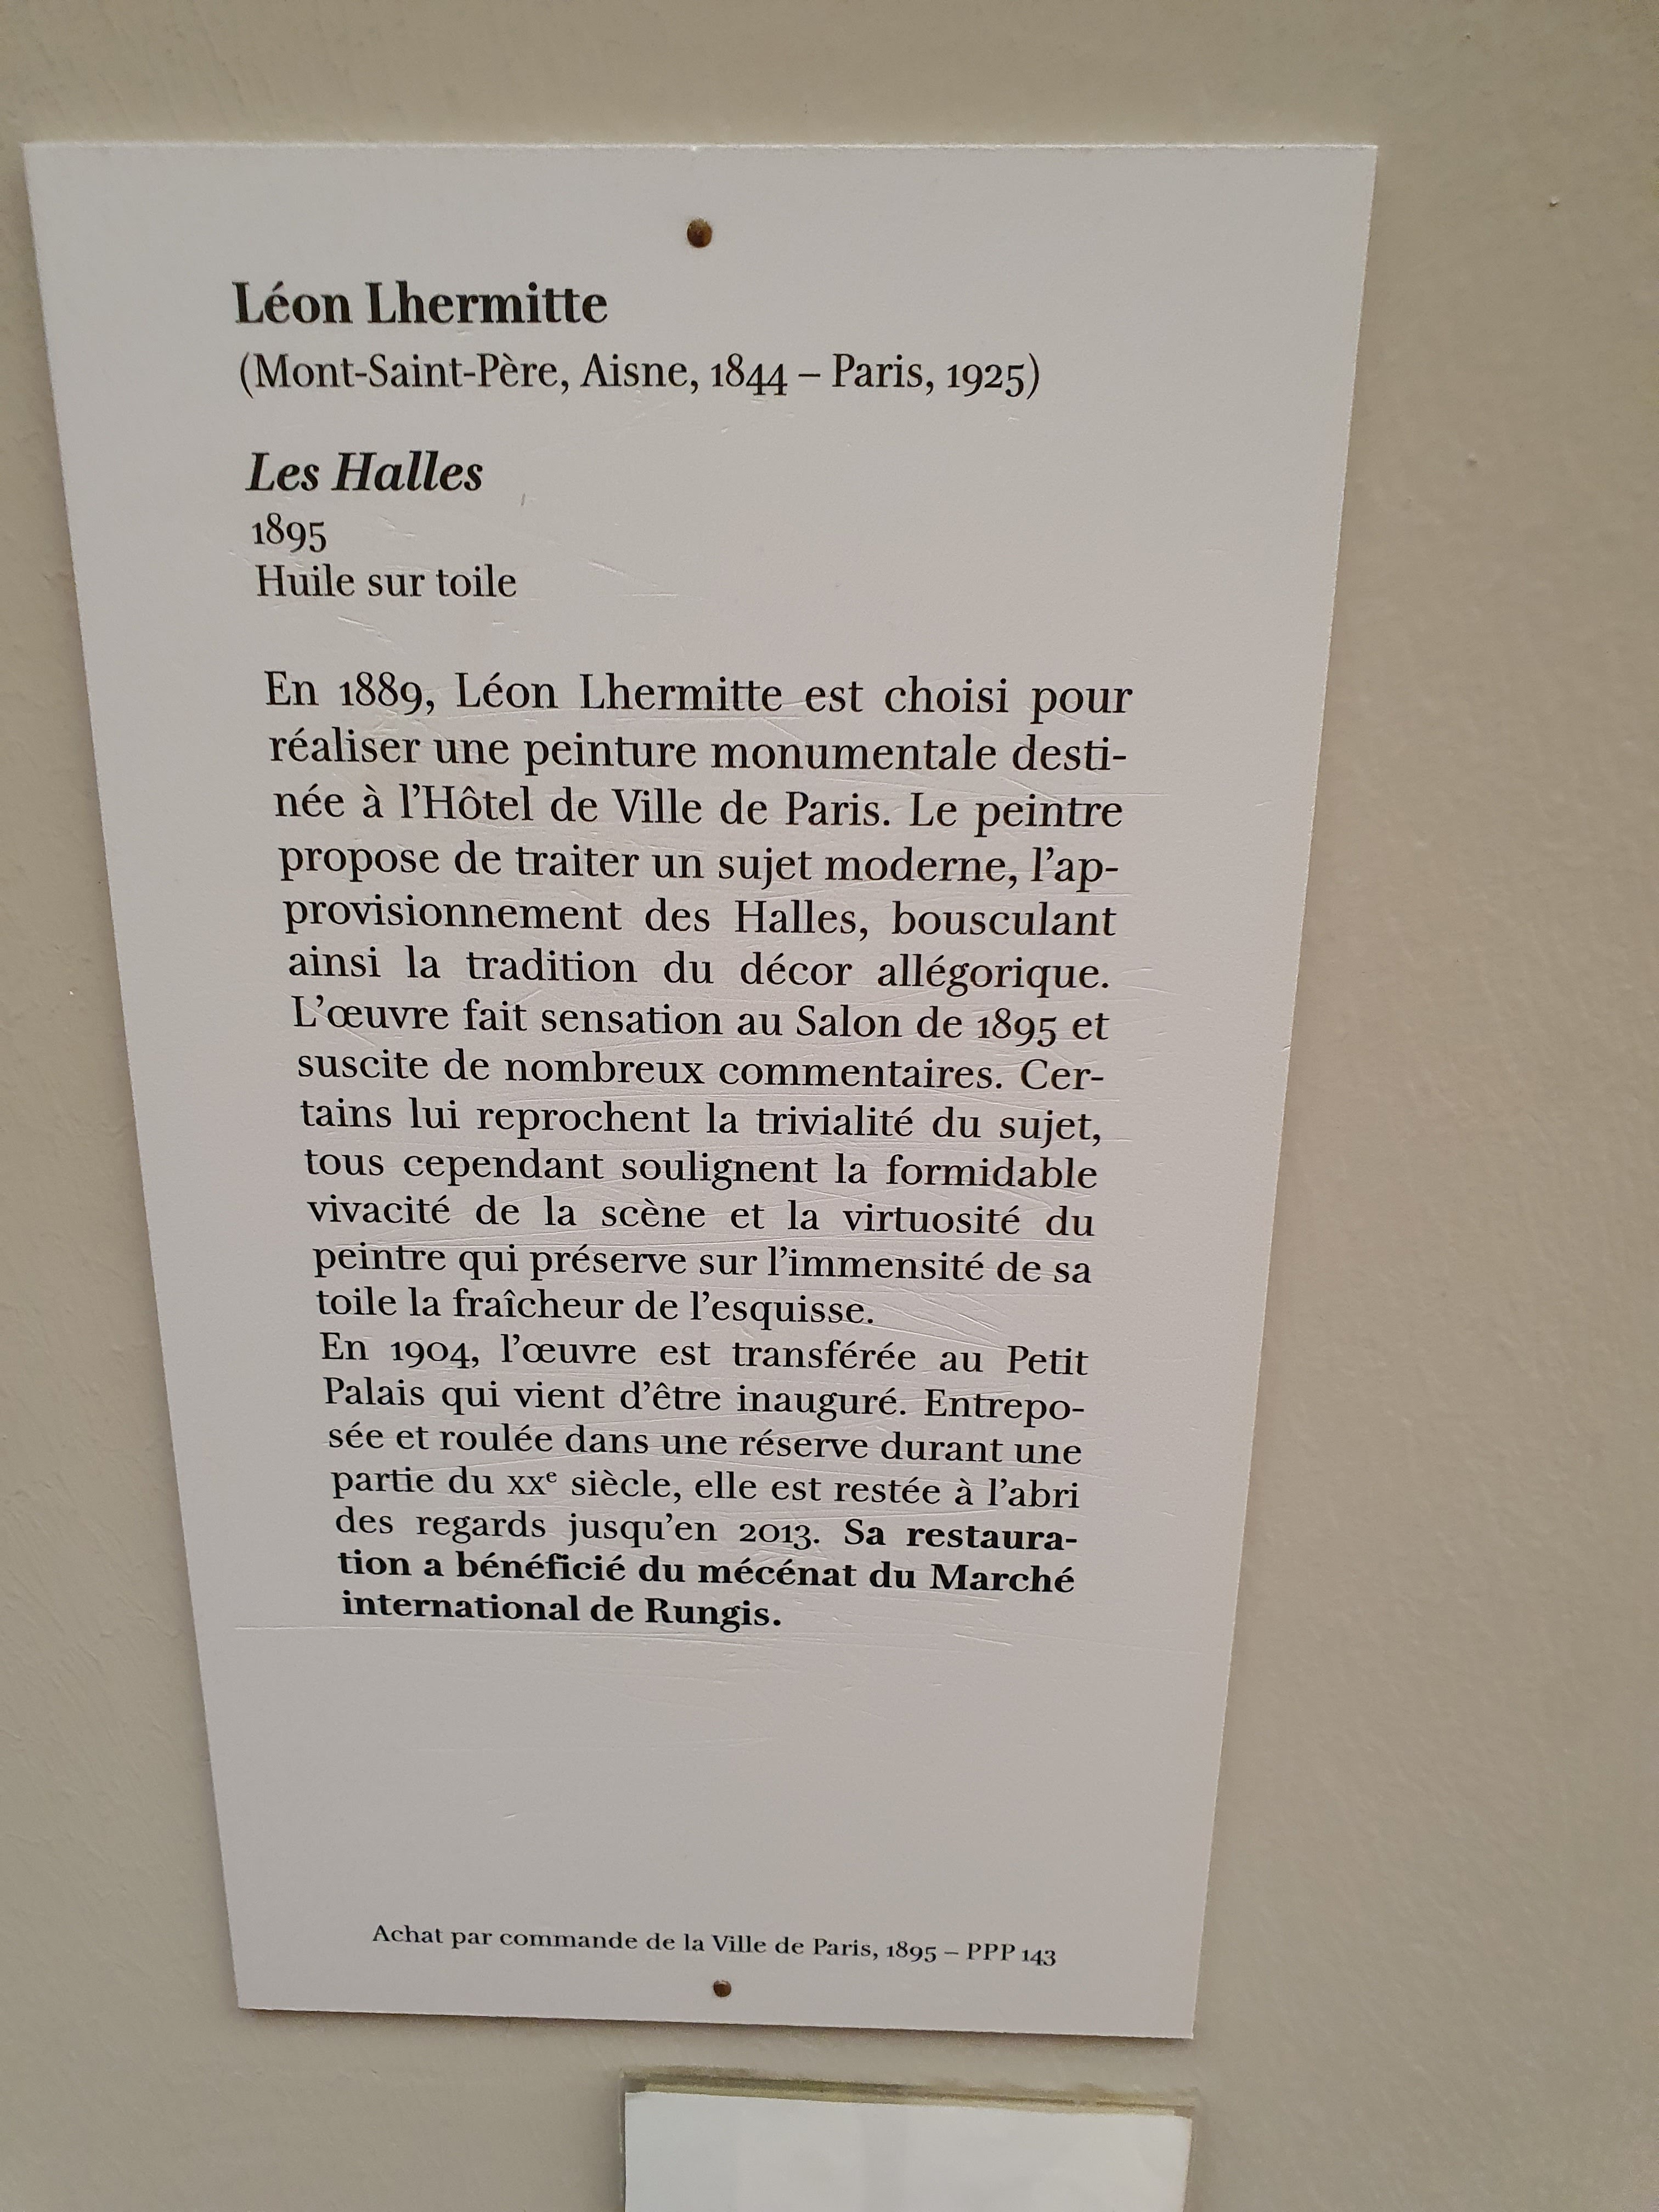 Léon Lhermitte
(Mont-Saint-Père, Aisne, 1844 – Paris, 1925)
Les Halles
1895
Huile sur toile
En 1889, Léon Lhermitte est choisi pour
réaliser une peinture monumentale desti-
née à l’Hôtel de Ville de Paris. Le peintre
propose de traiter un sujet moderne, l’ap-
provisionnement des Halles, bousculant
ainsi la tradition du décor allégorique.
L’œuvre fait sensation au Salon de 1895 et
suscite de nombreux commentaires. Cer-
tains lui reprochent la trivialité du sujet,
tous cependant soulignent la formidable
vivacité de la scène et la virtuosité du
peintre qui préserve sur l’immensité de sa
toile la fraîcheur de l’esquisse.
En 1904, l’œuvre est transférée au Petit
Palais qui vient d’être inauguré. Entrepo-
sée et roulée dans une réserve durant une
partie du XXe siècle, elle est restée à l’abri
des regards jusqu’en 2013. Sa restaura-
tion a bénéficié du mécénat du Marché
international de Rungis.
Achat par commande de la Ville de Paris, 1895 – PPP 143